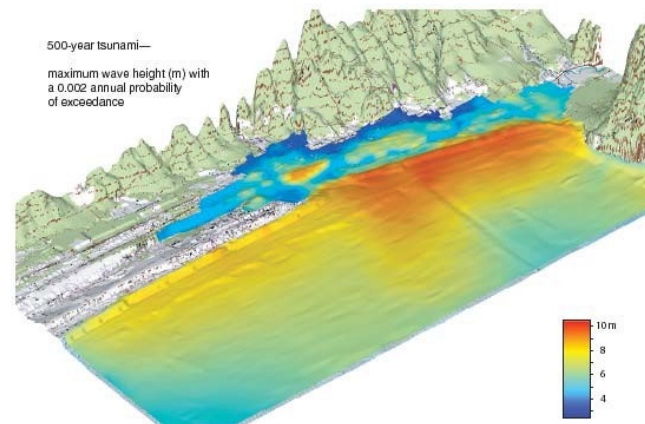 500-year tsunami—
maximum wave height (m) with
a 0.002 annual probability
of exceedance
10 m
8
6
4